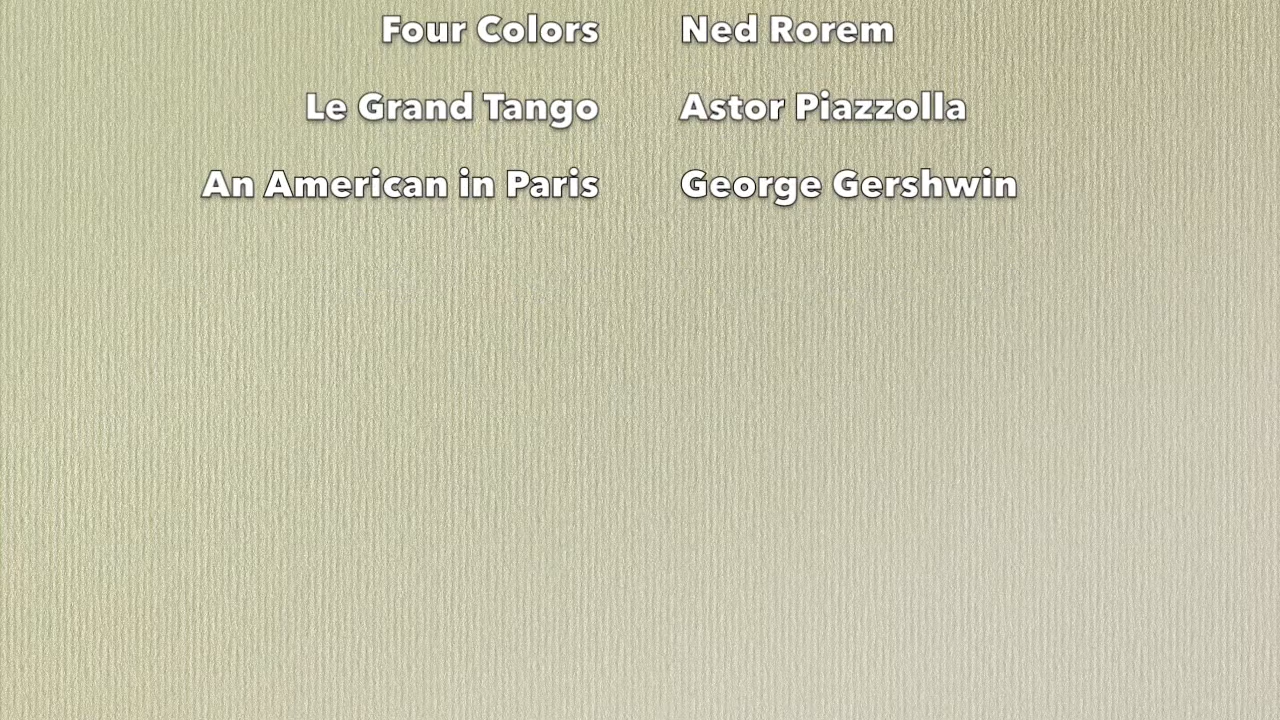 Four Colors Ned Rorem
Le Grand Tango Astor Piazzolla
An American in Paris George Gershwin